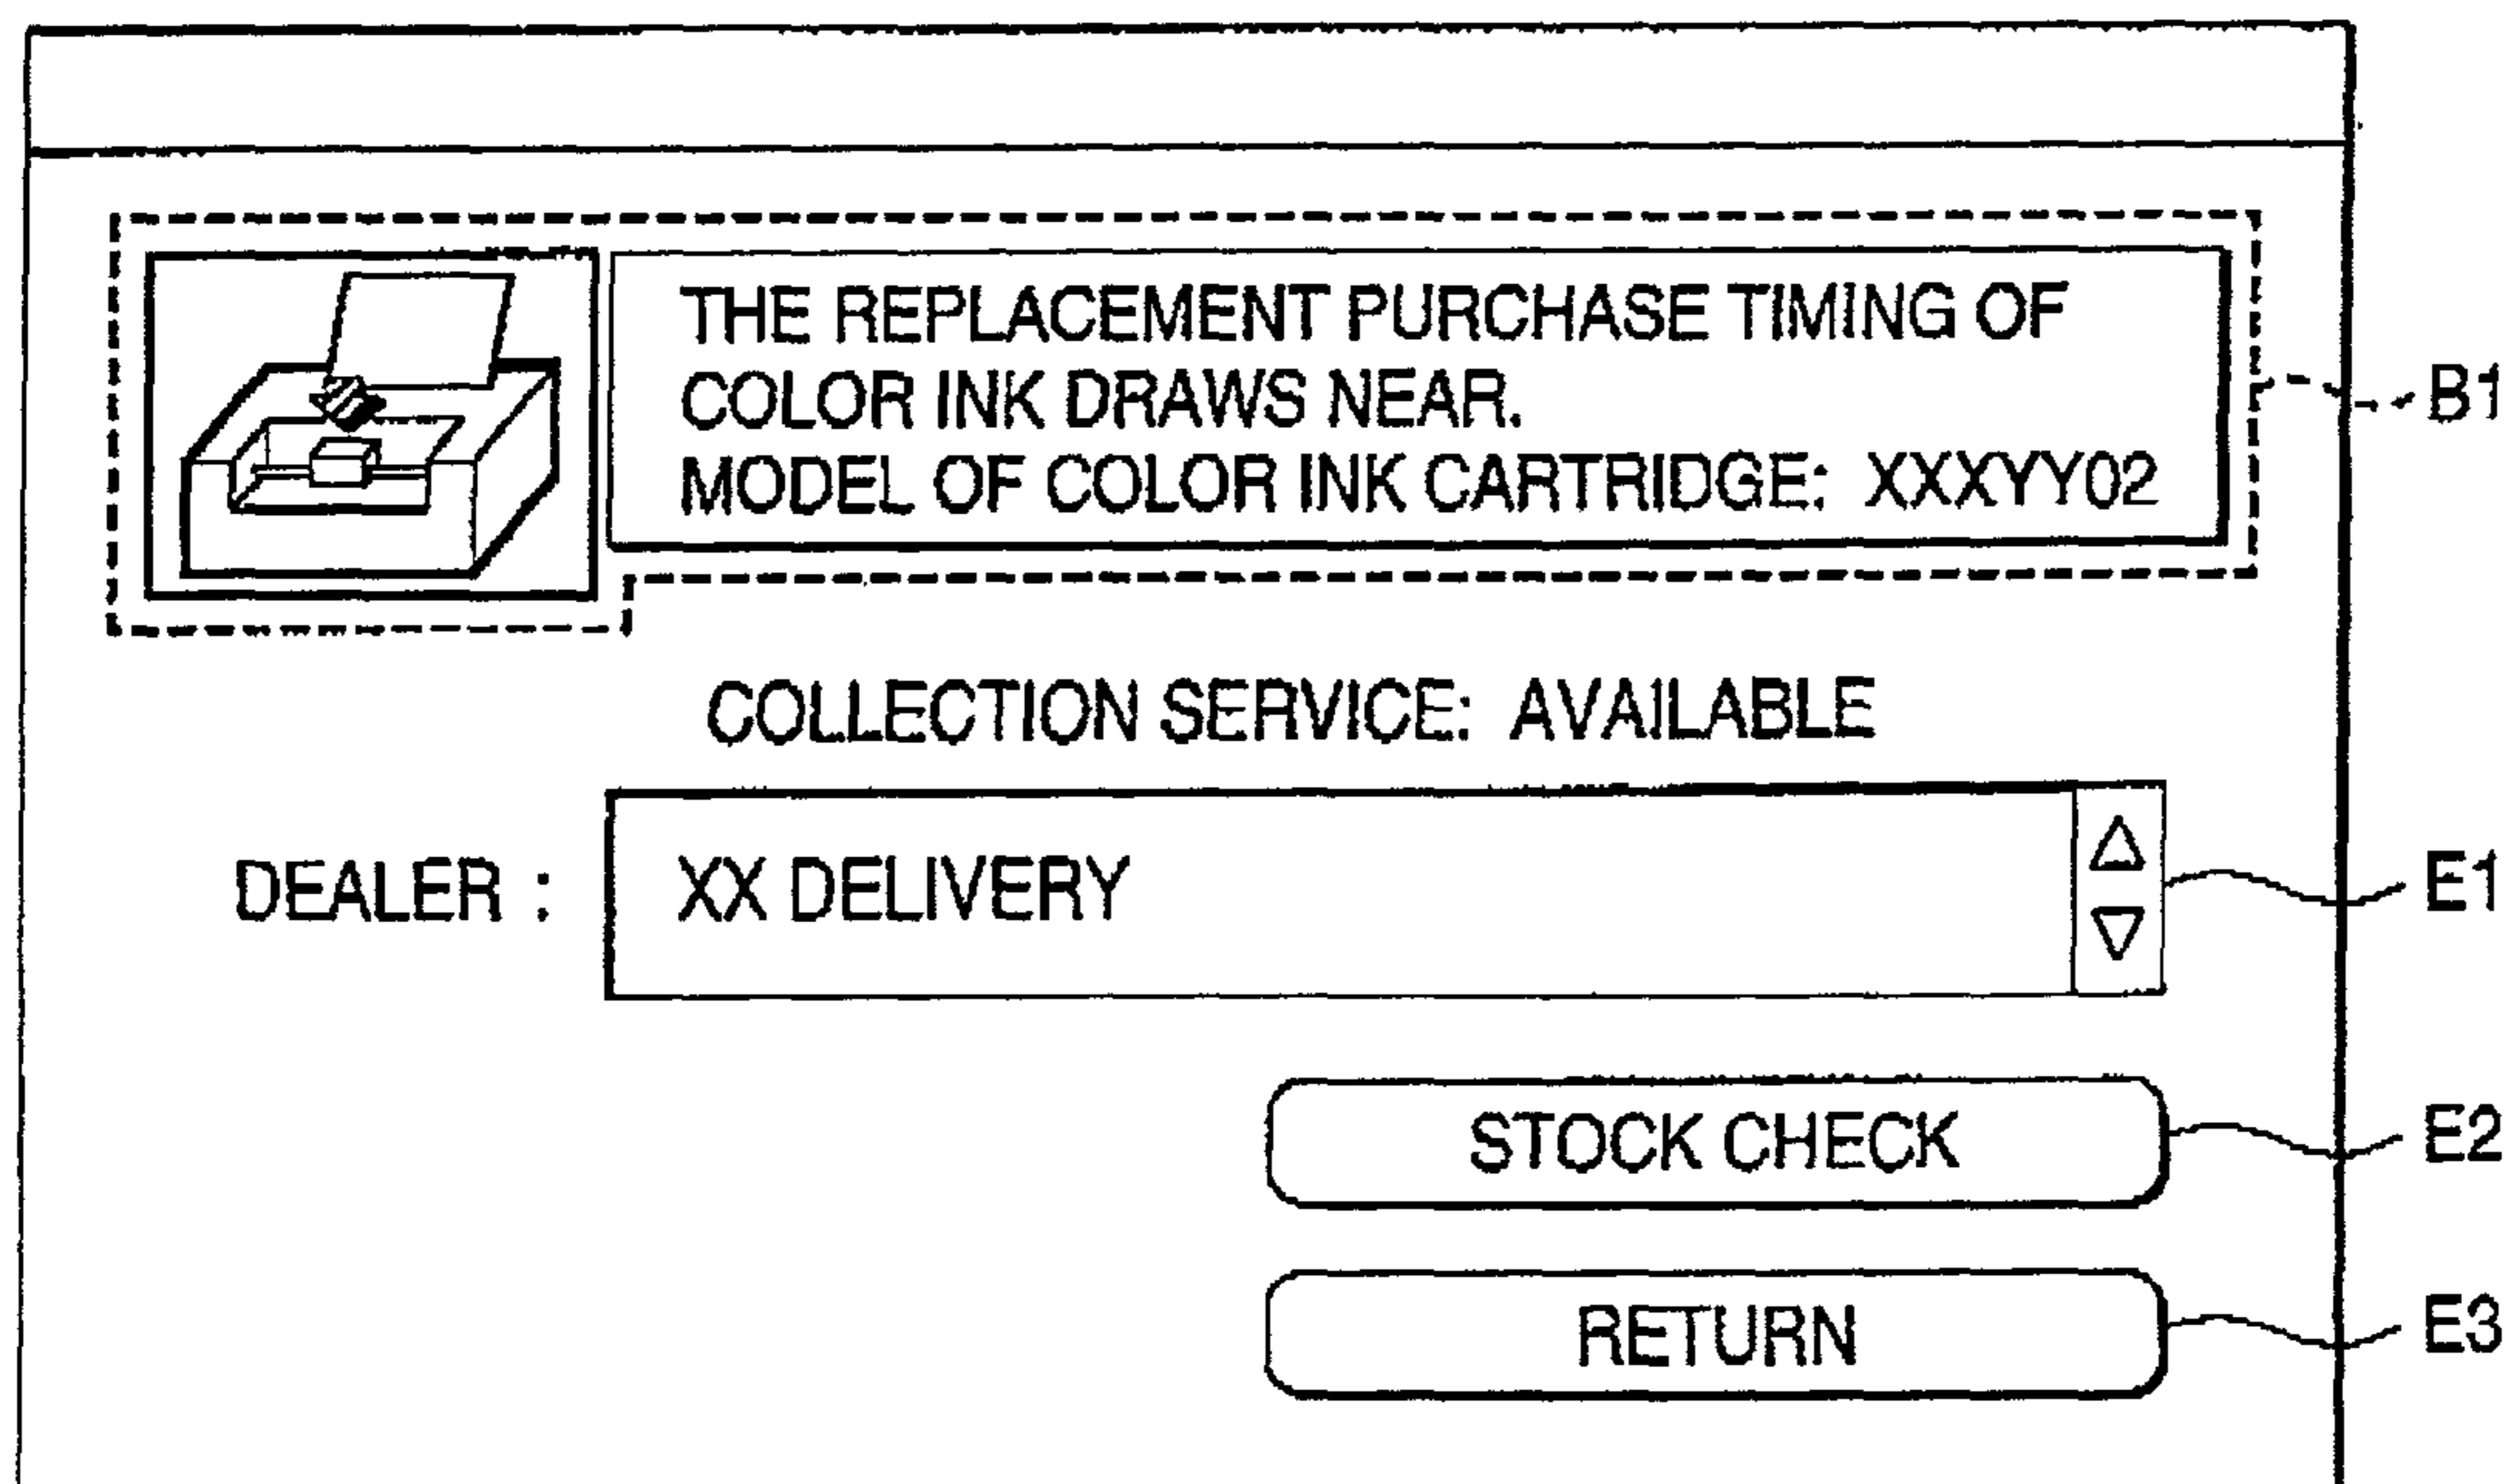 THE REPLACEMENT PURCHASE TIMING OF
COLOR INK DRAWS NEAR.
MODEL OF COLOR INK CARTRIDGE: XXXYY02
B1
COLLECTION SERVICE: AVAILABLE
DEALER : XX DELIVERY
E1
STOCK CHECK
E2
RETURN
E3